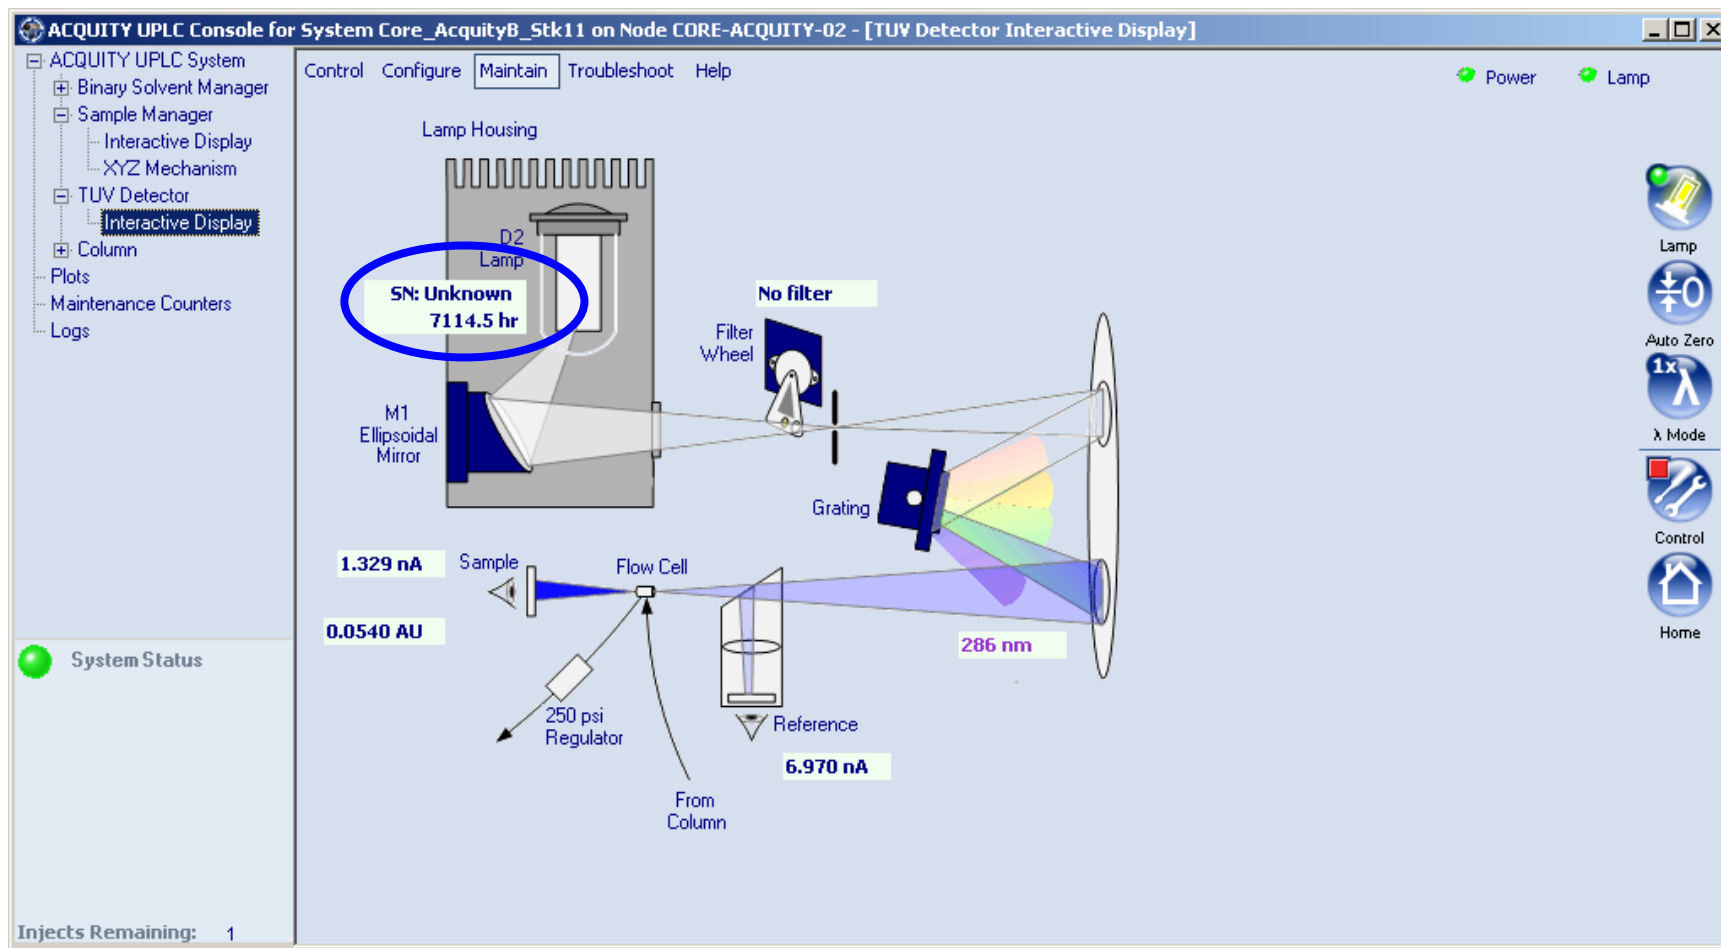 ACQUITY UPLC Console for System Core_AcquityB_Stk11 on Node CORE-ACQUITY-02 - [TUV Detector Interactive Display]
ACQUITY UPLC System
Binary Solvent Manager
Sample Manager
Interactive Display
XYZ Mechanism
TUV Detector
Interactive Display
Column
Plots
Maintenance Counters
Logs
System Status
Injects Remaining: 1
Control Configure Maintain Troubleshoot Help
Power Lamp
Lamp Housing
D2
Lamp
SN: Unknown
7114.5 hr
No filter
Filter
Wheel
M1
Ellipsoidal
Mirror
Grating
1.329 nA
Sample
Flow Cell
0.0540 AU
286 nm
250 psi
Regulator
Reference
6.970 nA
From
Column
Lamp
0
Auto Zero
1x
λ
λ Mode
Control
Home